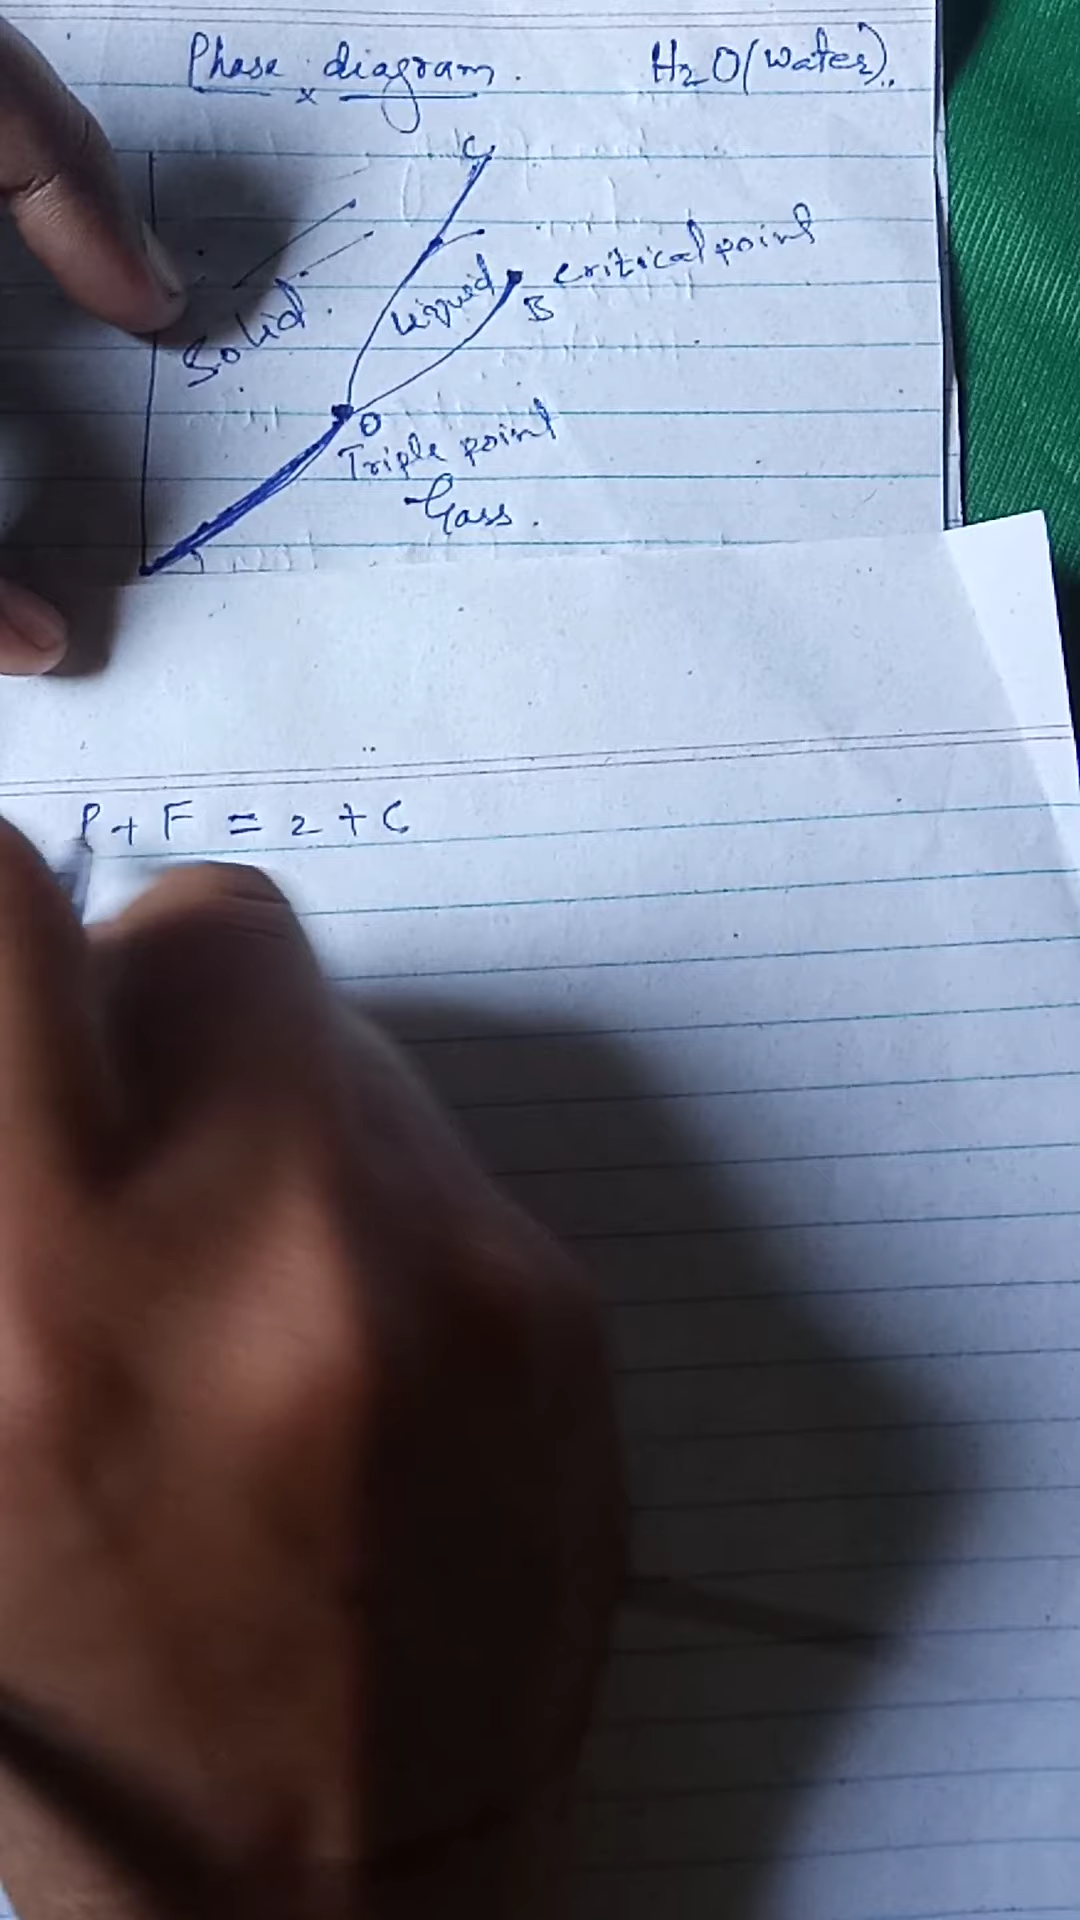 Phase diagram. H2O(Water).
C
Solid.
Liquid
critical point
B
O
Triple point
Gass.
P + F = 2 + C